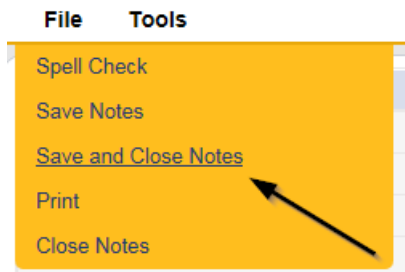 File Tools
Spell Check
Save Notes
Save and Close Notes
Print
Close Notes